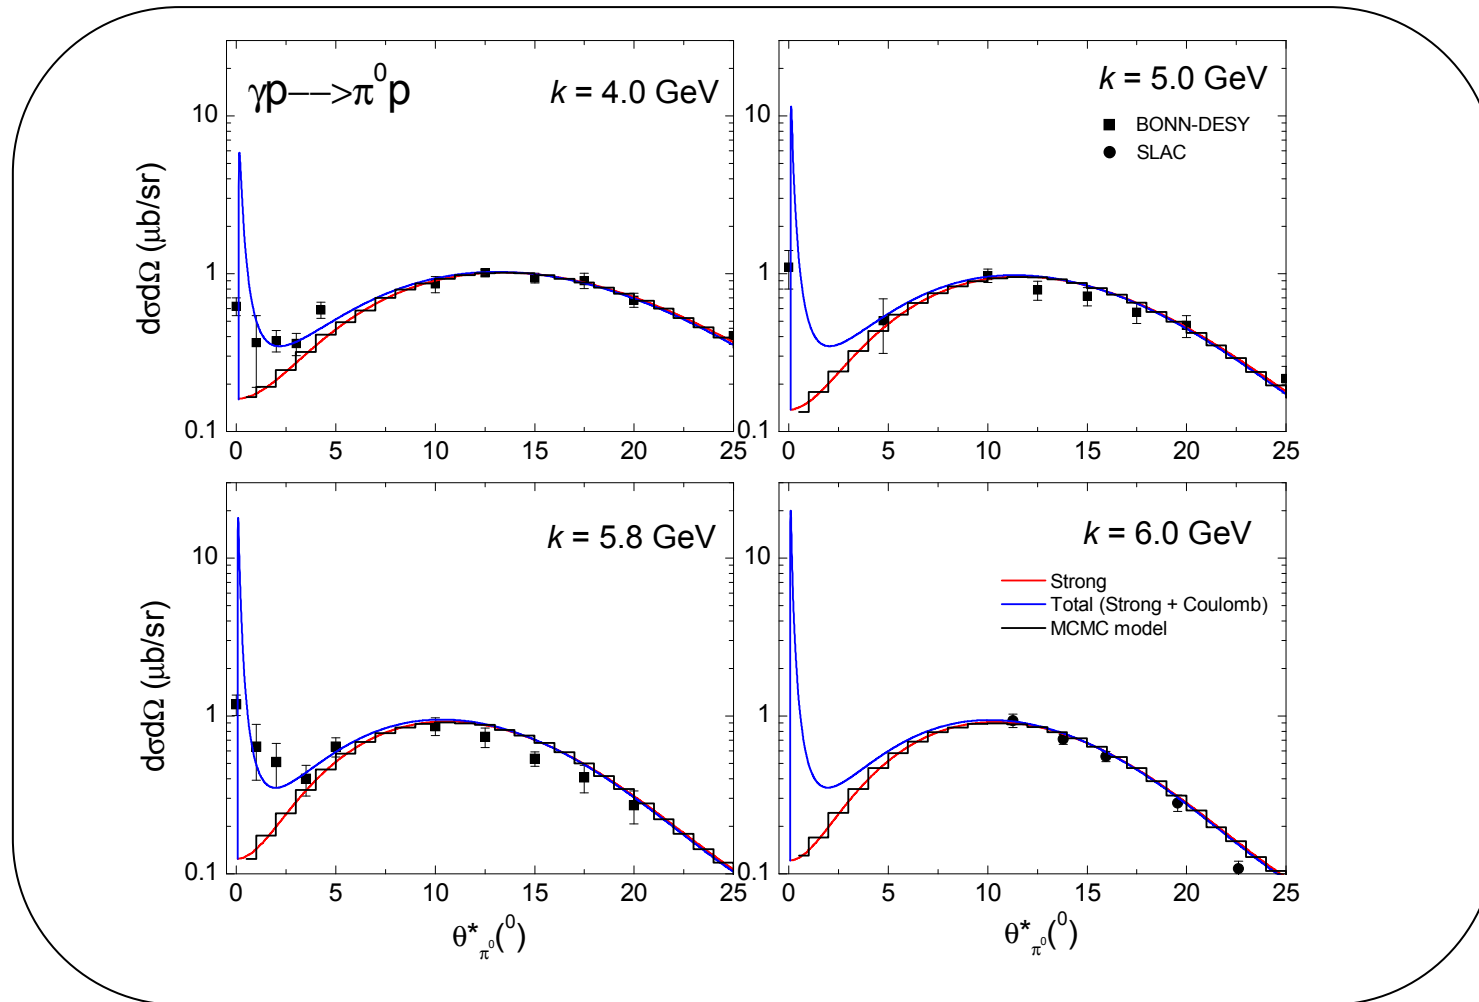 γp−−>π⁰p
k = 4.0 GeV
dσdΩ (μb/sr)
10
1
0.1
0 5 10 15 20 25
k = 5.0 GeV
BONN-DESY
SLAC
10
1
0.1
0 5 10 15 20 25
k = 5.8 GeV
dσdΩ (μb/sr)
10
1
0.1
0 5 10 15 20 25
θ*π⁰(⁰)
k = 6.0 GeV
Strong
Total (Strong + Coulomb)
MCMC model
10
1
0.1
0 5 10 15 20 25
θ*π⁰(⁰)